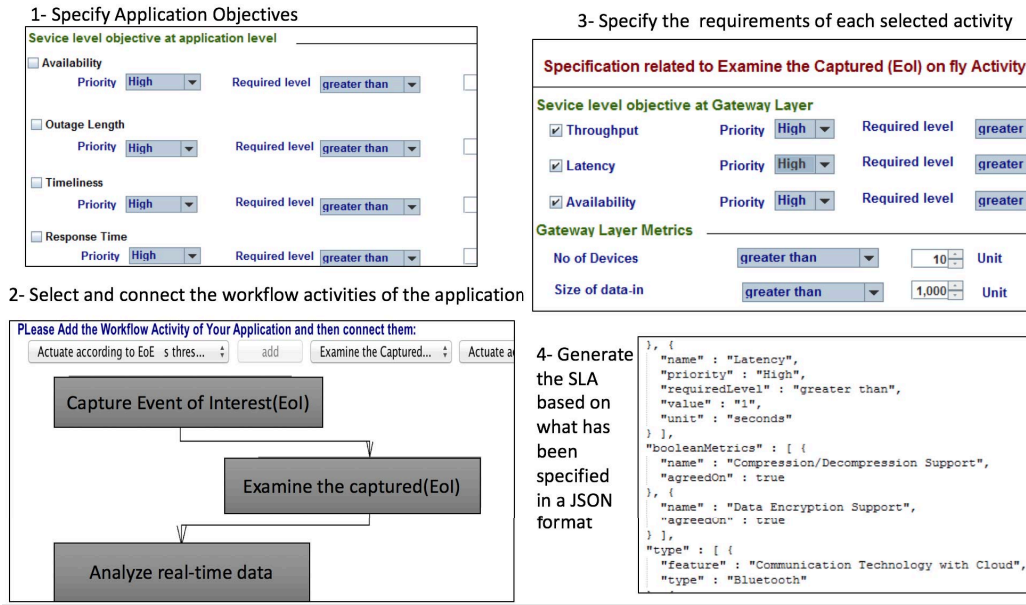 1- Specify Application Objectives
Sevice level objective at application level
Availability
Priority High Required level greater than
Outage Length
Priority High Required level greater than
Timeliness
Priority High Required level greater than
Response Time
Priority High Required level greater than
2- Select and connect the workflow activities of the application
PLease Add the Workflow Activity of Your Application and then connect them:
Actuate according to EoE s thres... add Examine the Captured... Actuate
Capture Event of Interest(EoI)
Examine the captured(EoI)
Analyze real-time data
3- Specify the requirements of each selected activity
Specification related to Examine the Captured (EoI) on fly Activity
Sevice level objective at Gateway Layer
Throughput Priority High Required level greater
Latency Priority High Required level greater
Availability Priority High Required level greater
Gateway Layer Metrics
No of Devices greater than 10 Unit
Size of data-in greater than 1,000 Unit
4- Generate
the SLA
based on
what has
been
specified
in a JSON
format
}, {
"name" : "Latency",
"priority" : "High",
"requiredLevel" : "greater than",
"value" : "1",
"unit" : "seconds"
} ],
"booleanMetrics" : [ {
"name" : "Compression/Decompression Support",
"agreedOn" : true
}, {
"name" : "Data Encryption Support",
"agreedOn" : true
} ],
"type" : [ {
"feature" : "Communication Technology with Cloud",
"type" : "Bluetooth"